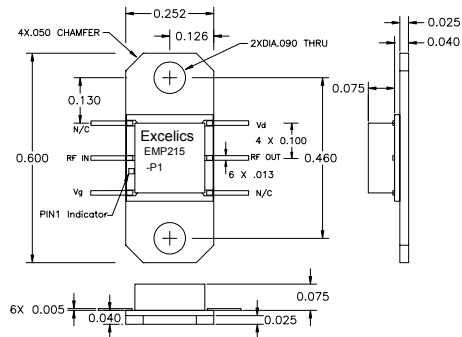 0.252
4X.050 CHAMFER
0.126
2XDIA.090 THRU
0.025
0.040
0.130
0.075
N/C
Vd
4 X 0.100
0.600
Excelics
EMP215
-P1
RF IN
RF OUT
0.460
6 X .013
Vg
N/C
PIN1 Indicator
6X 0.005
0.040
0.075
0.025